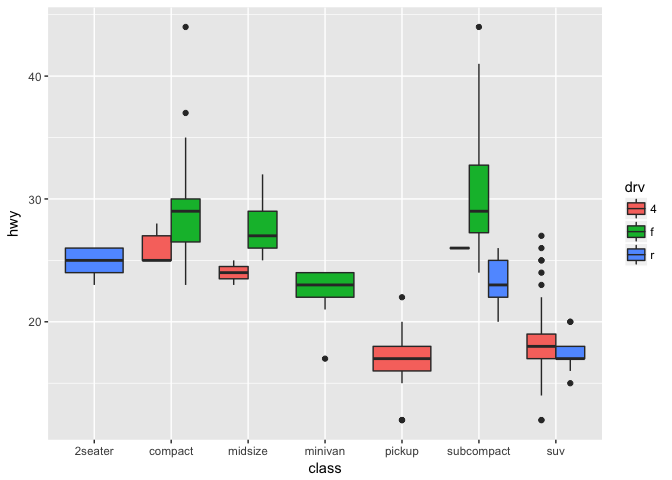 hwy
40
30
20
2seater
compact
midsize
minivan
pickup
subcompact
suv
class
drv
4
f
r